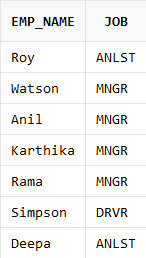 EMP_NAME JOB
Roy ANLST
Watson MNGR
Anil MNGR
Karthika MNGR
Rama MNGR
Simpson DRVR
Deepa ANLST